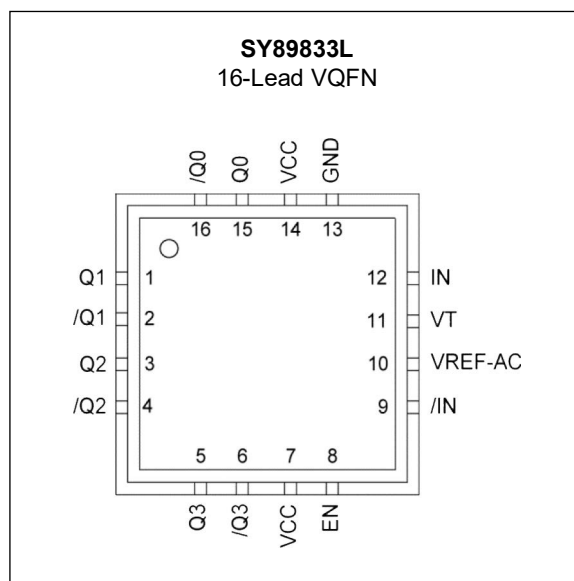 SY89833L
16-Lead VQFN
/Q0 Q0 VCC GND
16 15 14 13
Q1 1 12 IN
/Q1 2 11 VT
Q2 3 10 VREF-AC
/Q2 4 9 /IN
5 6 7 8
Q3 /Q3 VCC EN